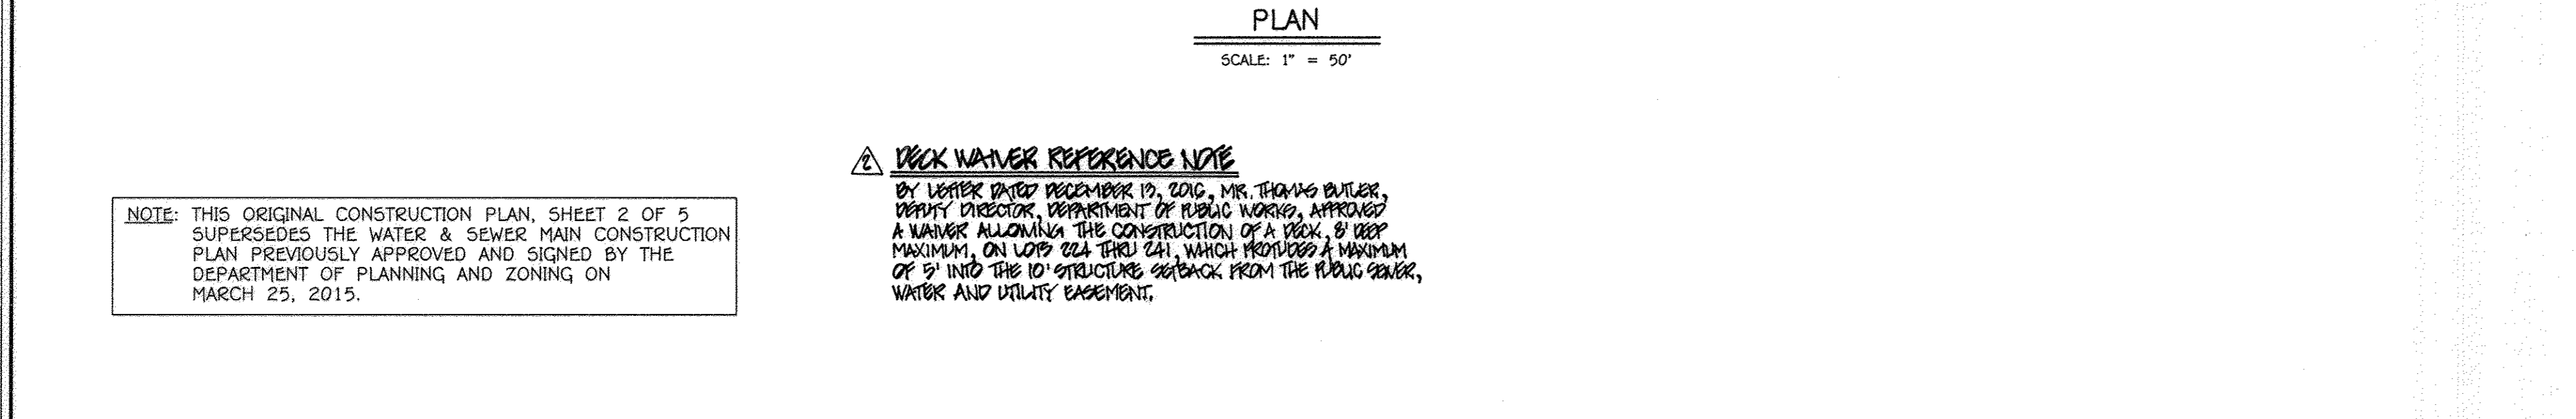 PLAN
SCALE: 1" = 50'
NOTE: THIS ORIGINAL CONSTRUCTION PLAN, SHEET 2 OF 5
SUPERSEDES THE WATER & SEWER MAIN CONSTRUCTION
PLAN PREVIOUSLY APPROVED AND SIGNED BY THE
DEPARTMENT OF PLANNING AND ZONING ON
MARCH 25, 2015.
2 DECK WAIVER REFERENCE NOTE
BY LETTER DATED DECEMBER 13, 2016, MR. THOMAS BUTLER,
DEPUTY DIRECTOR, DEPARTMENT OF PUBLIC WORKS, APPROVED
A WAIVER ALLOWING THE CONSTRUCTION OF A DECK, 8' DEEP
MAXIMUM, ON LOTS 224 THRU 241, WHICH PROTUDES A MAXIMUM
OF 5' INTO THE 10' STRUCTURE SETBACK FROM THE PUBLIC SEWER,
WATER AND UTILITY EASEMENT.